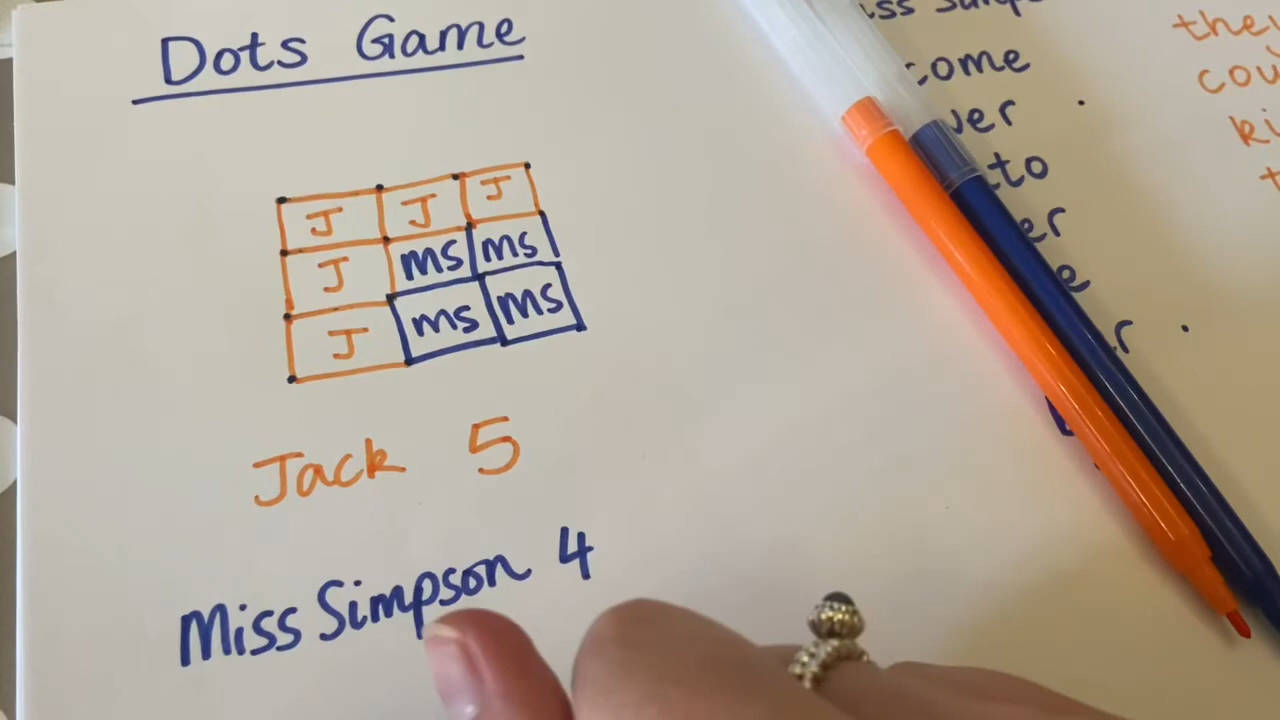 Dots Game
J J J
J MS MS
J MS MS
Jack 5
Miss Simpson 4
come
to